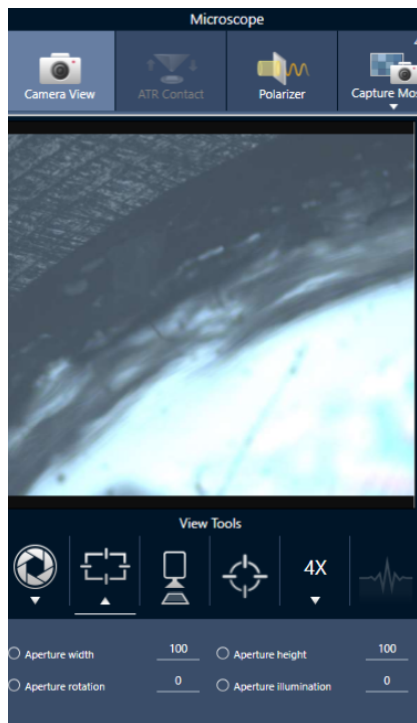 Microscope
Camera View
ATR Contact
Polarizer
Capture Mos
View Tools
4X
Aperture width 100
Aperture height 100
Aperture rotation 0
Aperture illumination 0